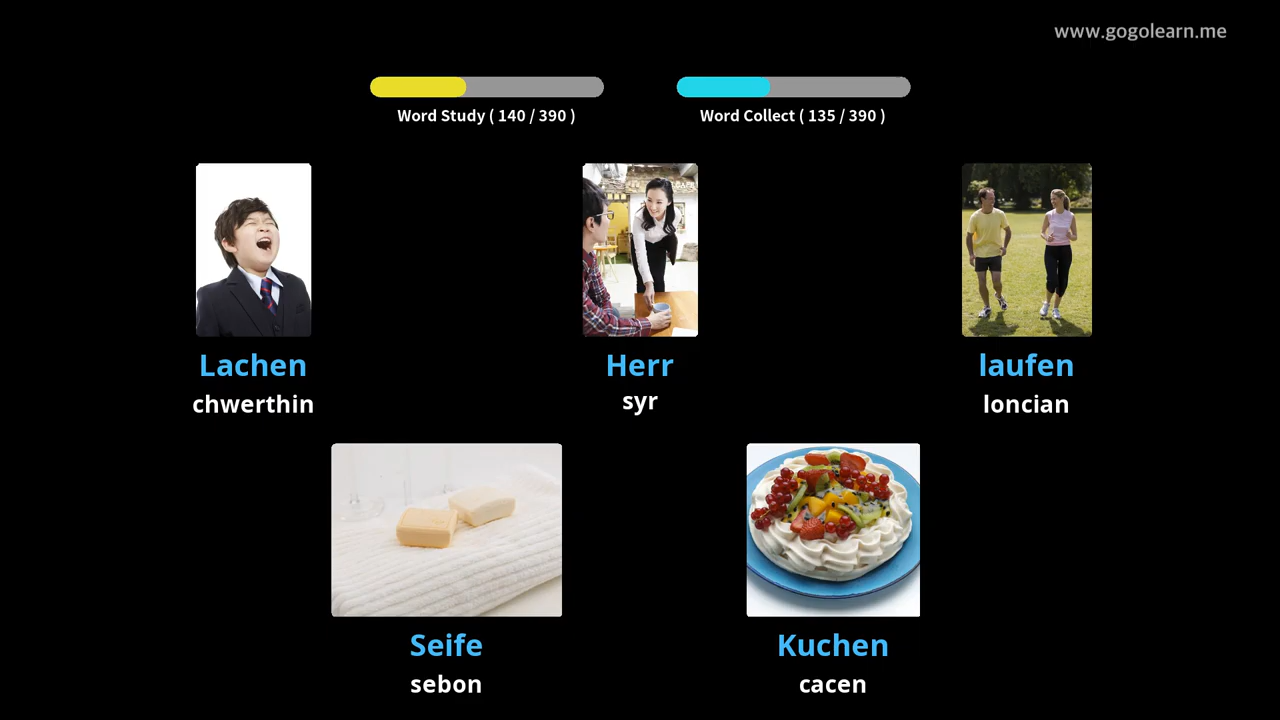 www.gogolearn.me
Word Study ( 140 / 390 )
Word Collect ( 135 / 390 )
Lachen
chwerthin
Herr
syr
laufen
loncian
Seife
sebon
Kuchen
cacen